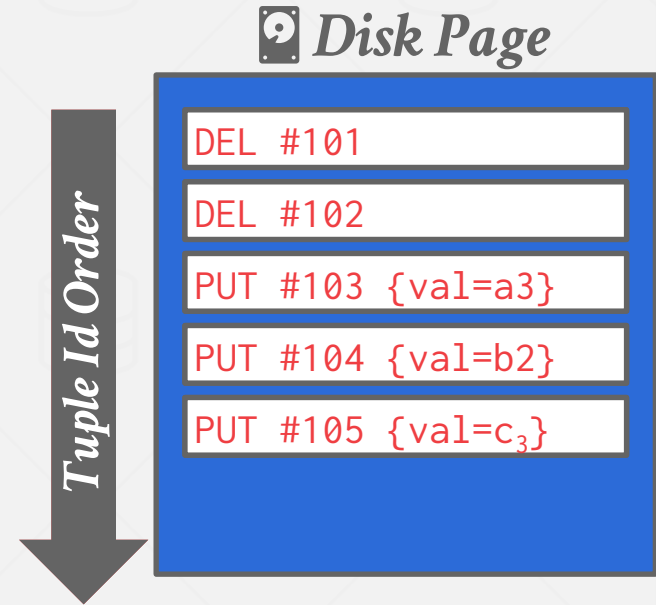 Disk Page
Tuple Id Order
DEL #101
DEL #102
PUT #103 {val=a3}
PUT #104 {val=b2}
PUT #105 {val=c₃}